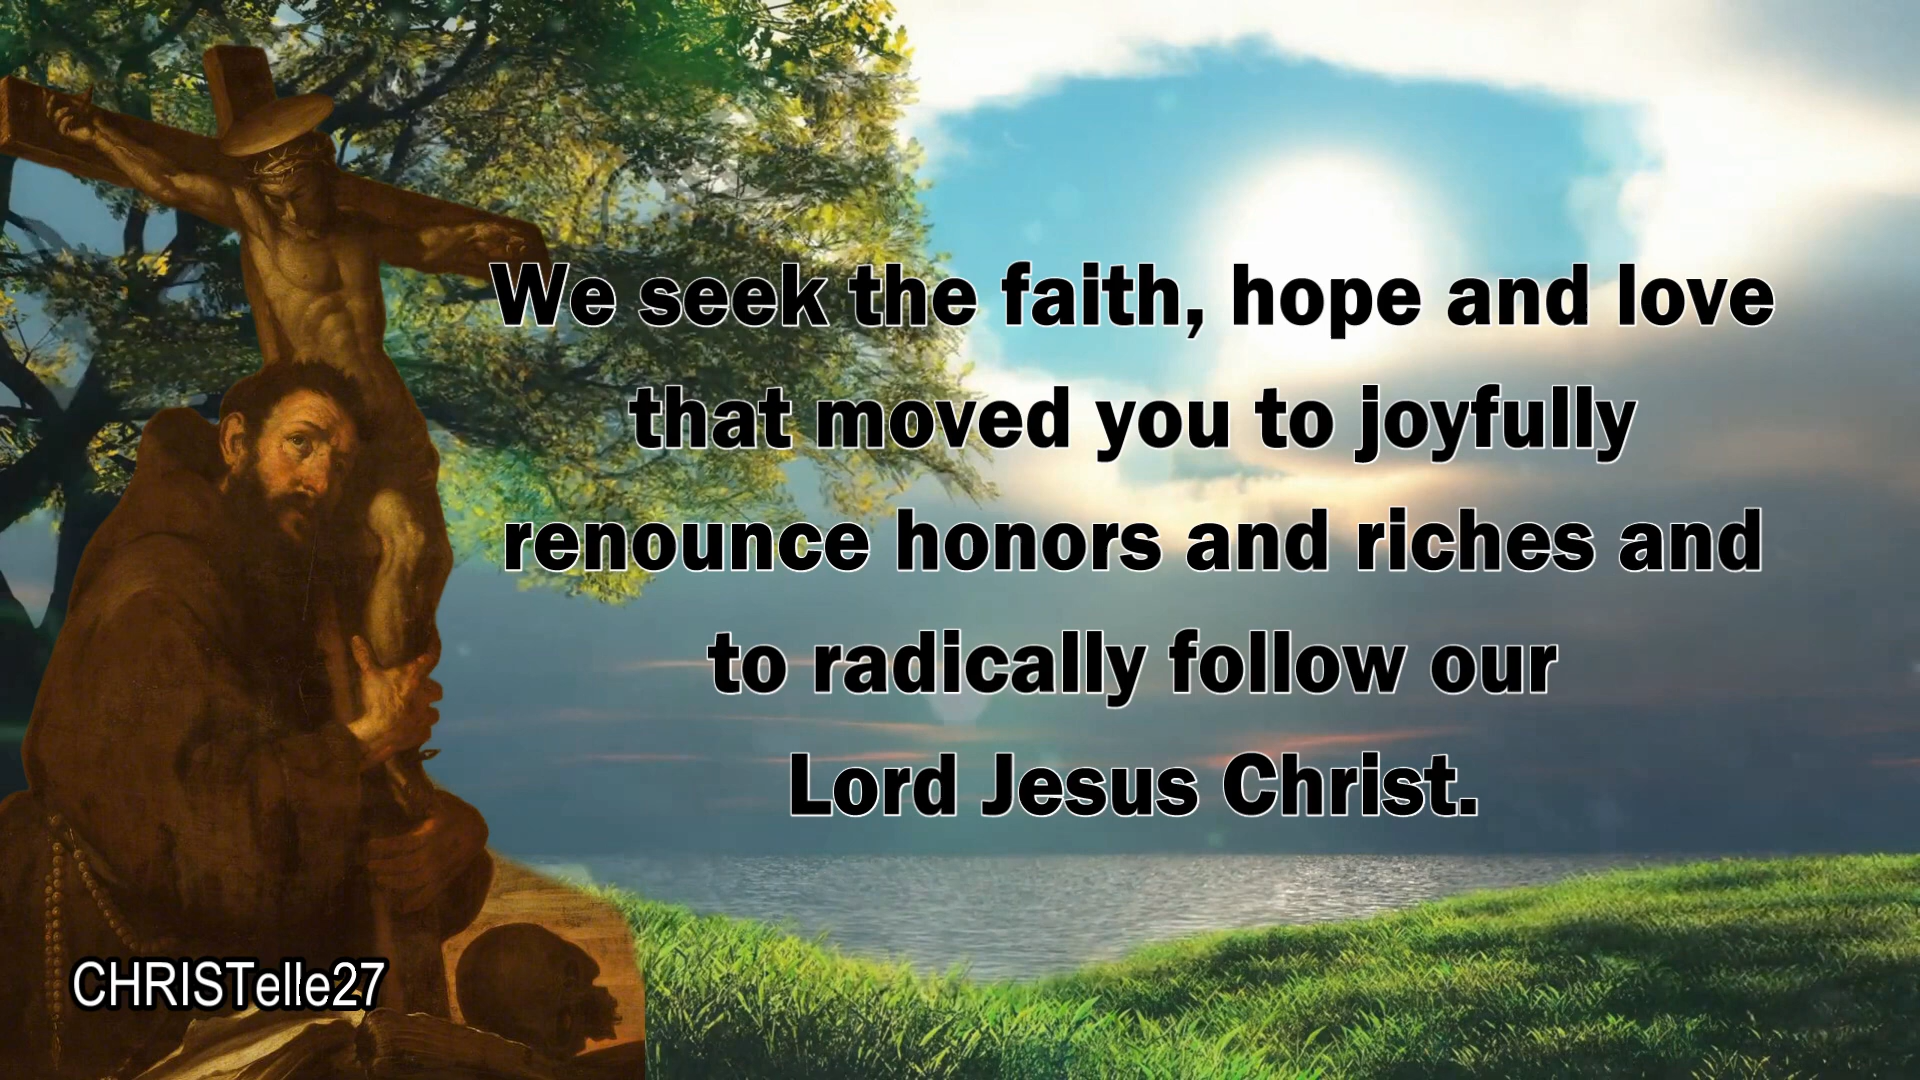 We seek the faith, hope and love
that moved you to joyfully
renounce honors and riches and
to radically follow our
Lord Jesus Christ.
CHRISTelle27